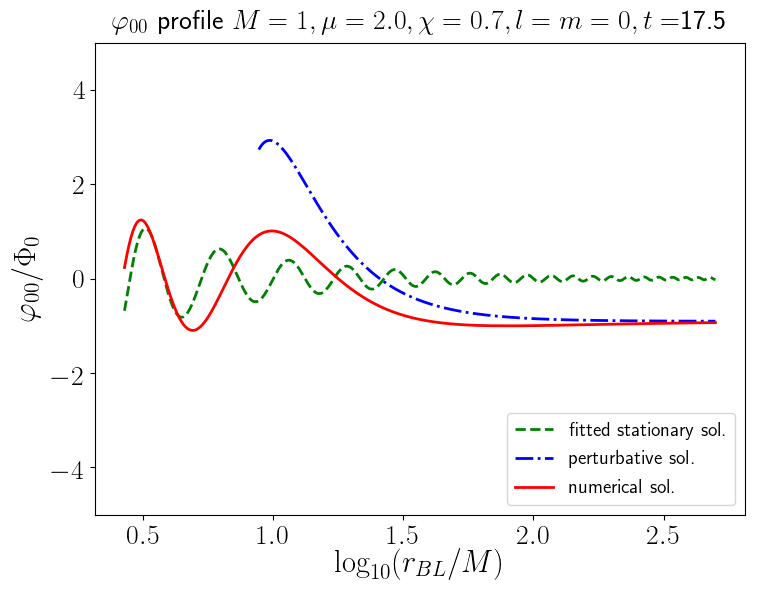 φ₀₀ profile M = 1, μ = 2.0, χ = 0.7, l = m = 0, t =17.5
φ₀₀/Φ₀
4
2
0
−2
−4
fitted stationary sol.
perturbative sol.
numerical sol.
0.5 1.0 1.5 2.0 2.5
log₁₀(r_BL/M)